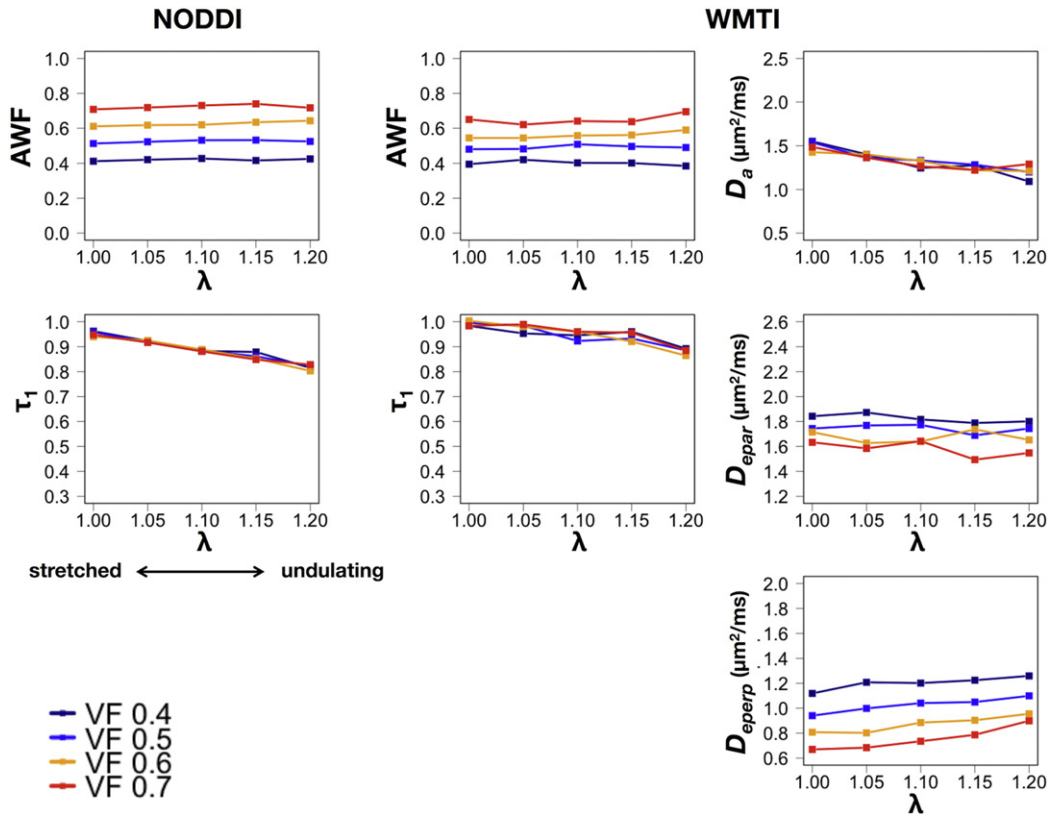 NODDI
WMTI
AWF
1.0
0.8
0.6
0.4
0.2
0.0
1.00 1.05 1.10 1.15 1.20
λ
AWF
1.0
0.8
0.6
0.4
0.2
0.0
1.00 1.05 1.10 1.15 1.20
λ
Da (µm²/ms)
2.5
2.0
1.5
1.0
0.5
1.00 1.05 1.10 1.15 1.20
λ
τ1
1.0
0.9
0.8
0.7
0.6
0.5
0.4
0.3
1.00 1.05 1.10 1.15 1.20
λ
τ1
1.0
0.9
0.8
0.7
0.6
0.5
0.4
0.3
1.00 1.05 1.10 1.15 1.20
λ
Depar (µm²/ms)
2.6
2.4
2.2
2.0
1.8
1.6
1.4
1.2
1.00 1.05 1.10 1.15 1.20
λ
stretched undulating
Deperp (µm²/ms)
2.0
1.8
1.6
1.4
1.2
1.0
0.8
0.6
1.00 1.05 1.10 1.15 1.20
λ
VF 0.4
VF 0.5
VF 0.6
VF 0.7